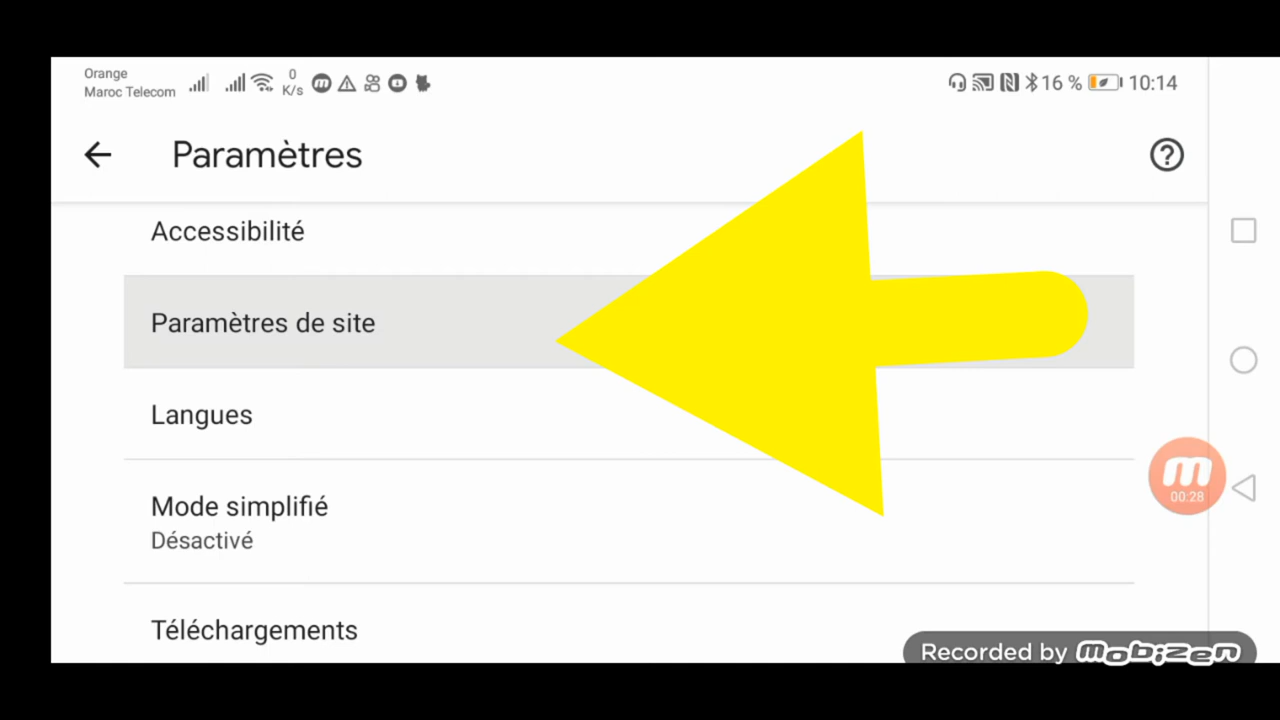 Orange
Maroc Telecom
0
K/s
16 %
10:14
Paramètres
Accessibilité
Paramètres de site
Langues
Mode simplifié
Désactivé
Téléchargements
00:28
Recorded by mobizen